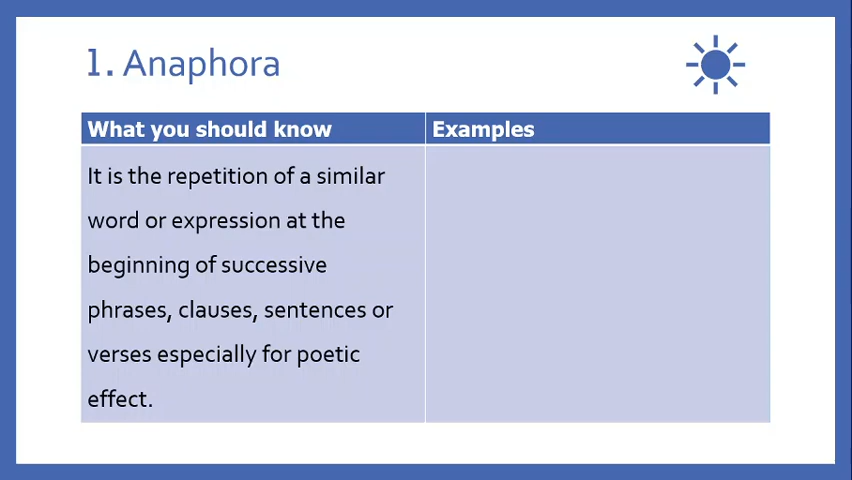 1. Anaphora
What you should know
Examples
It is the repetition of a similar
word or expression at the
beginning of successive
phrases, clauses, sentences or
verses especially for poetic
effect.